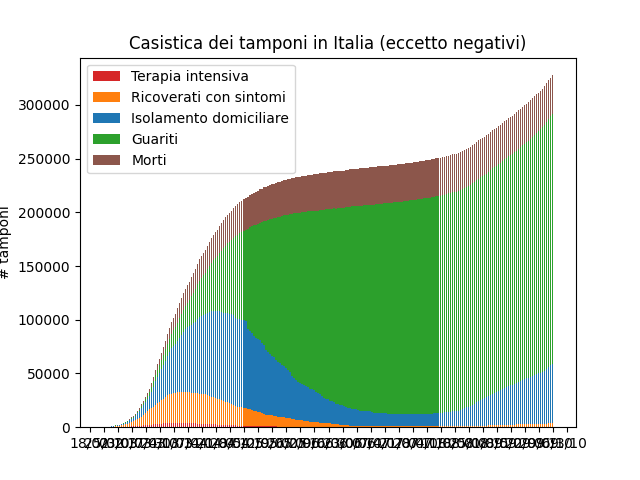 Casistica dei tamponi in Italia (eccetto negativi)
Terapia intensiva
Ricoverati con sintomi
Isolamento domiciliare
Guariti
Morti
300000
250000
200000
150000
100000
50000
0
# tamponi